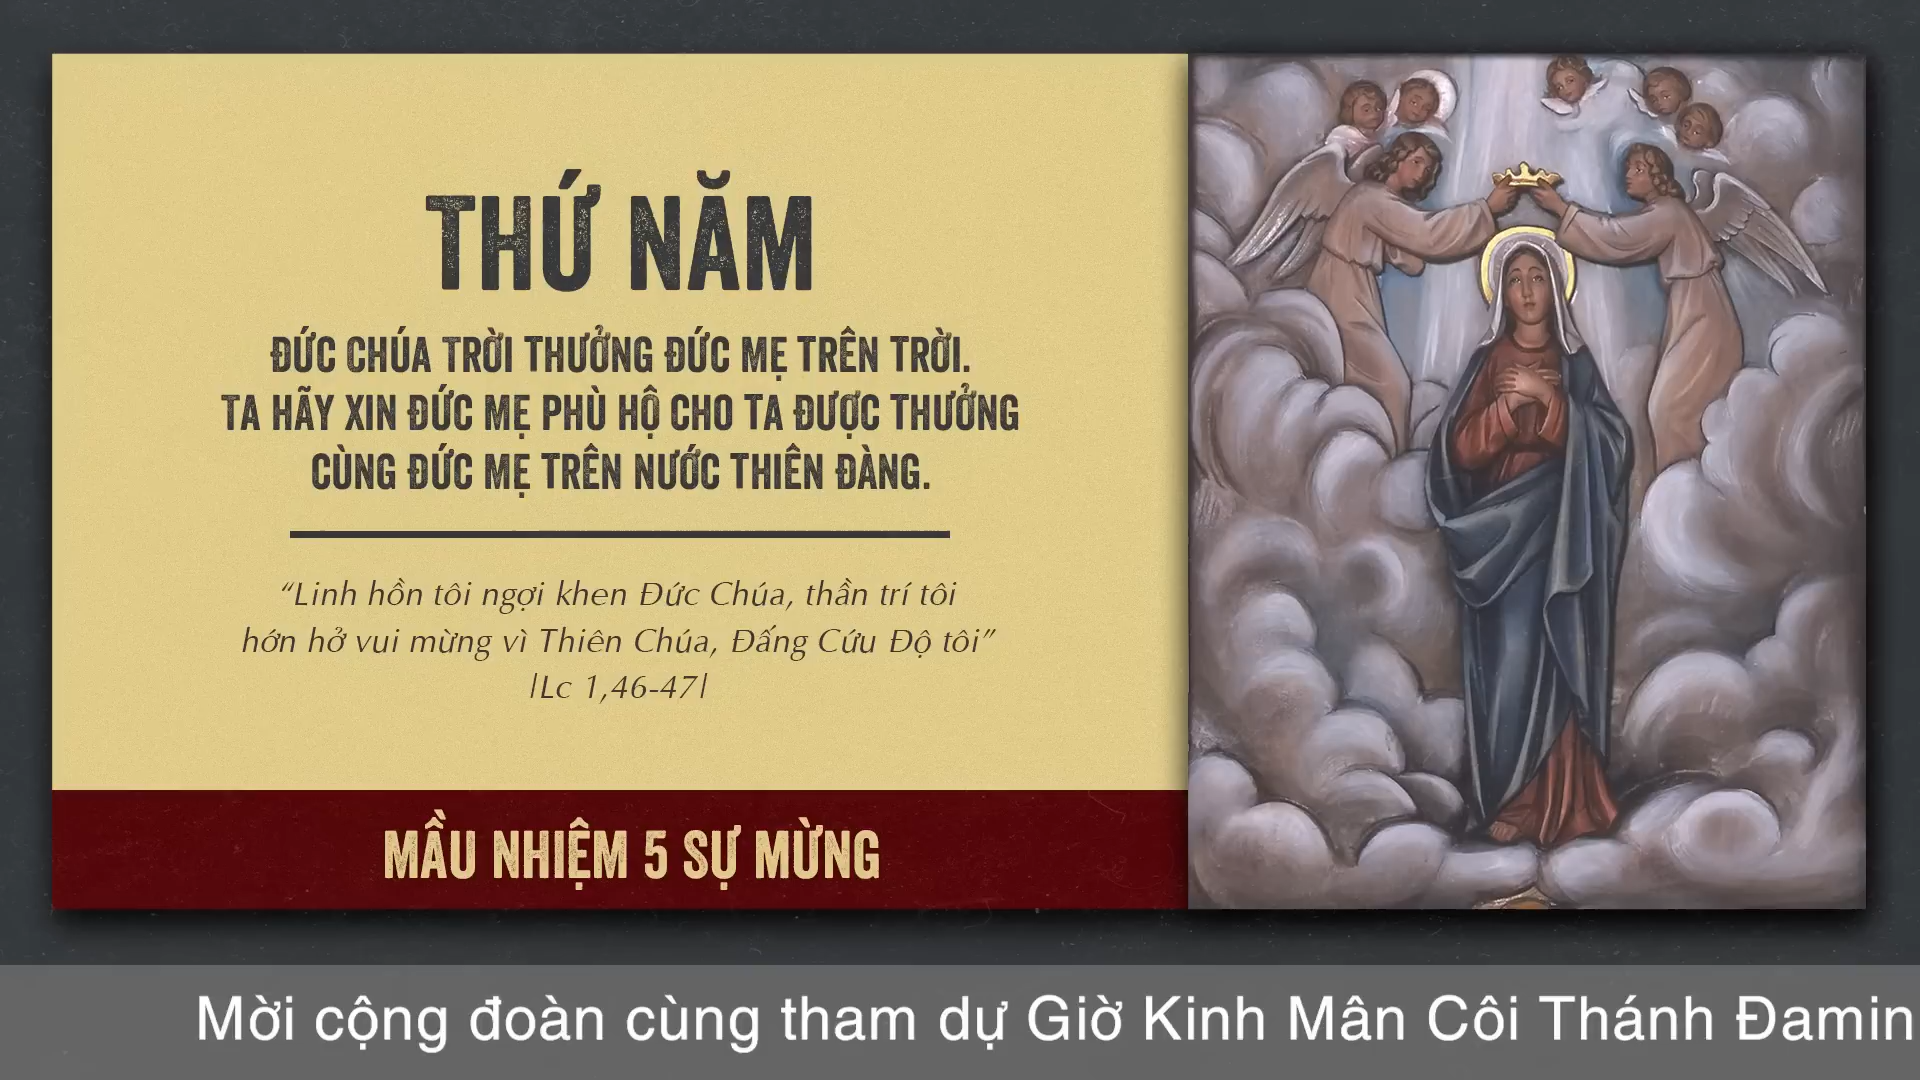 THỨ NĂM
ĐỨC CHÚA TRỜI THƯỞNG ĐỨC MẸ TRÊN TRỜI.
TA HÃY XIN ĐỨC MẸ PHÙ HỘ CHO TA ĐƯỢC THƯỞNG
CÙNG ĐỨC MẸ TRÊN NƯỚC THIÊN ĐÀNG.
“Linh hồn tôi ngợi khen Đức Chúa, thần trí tôi
hớn hở vui mừng vì Thiên Chúa, Đấng Cứu Độ tôi”
|Lc 1,46-47|
MẦU NHIỆM 5 SỰ MỪNG
Mời cộng đoàn cùng tham dự Giờ Kinh Mân Côi Thánh Đamin